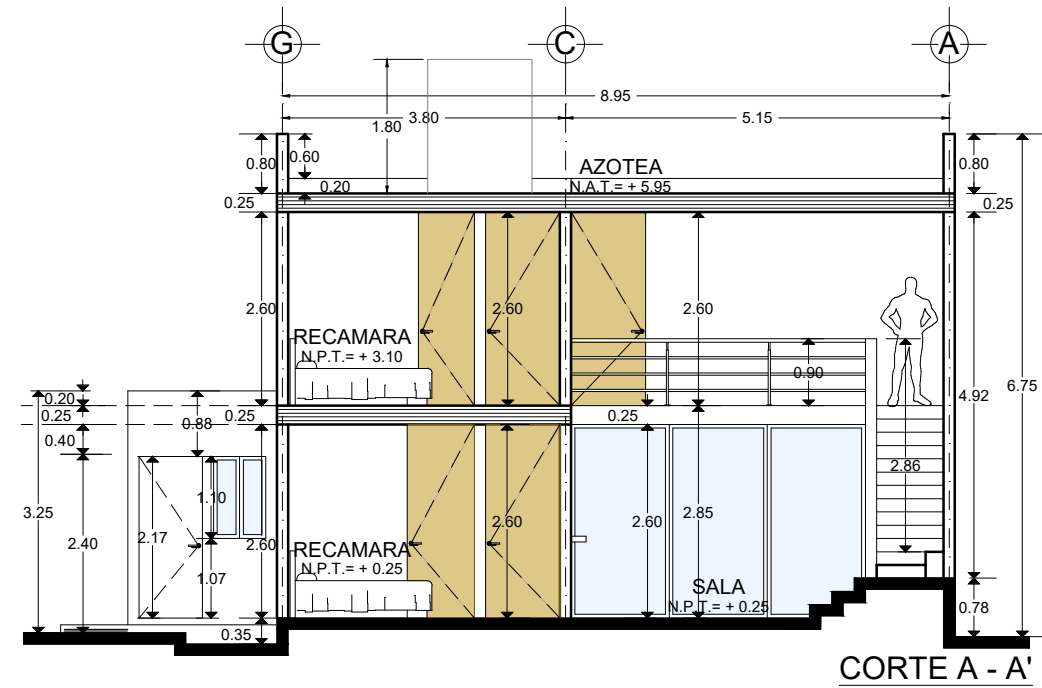 G
C
A
8.95
3.80
5.15
1.80
0.80
0.60
AZOTEA
0.80
0.20
N.A.T.= + 5.95
0.25
0.25
2.60
2.60
2.60
RECAMARA
N.P.T.= + 3.10
0.90
4.92
6.75
0.20
0.25
0.88
0.25
0.25
0.40
2.86
1.10
3.25
2.40
2.17
2.60
2.60
2.60
2.85
RECAMARA
N.P.T.= + 0.25
1.07
SALA
N.P.T.= + 0.25
0.78
0.35
CORTE A - A'